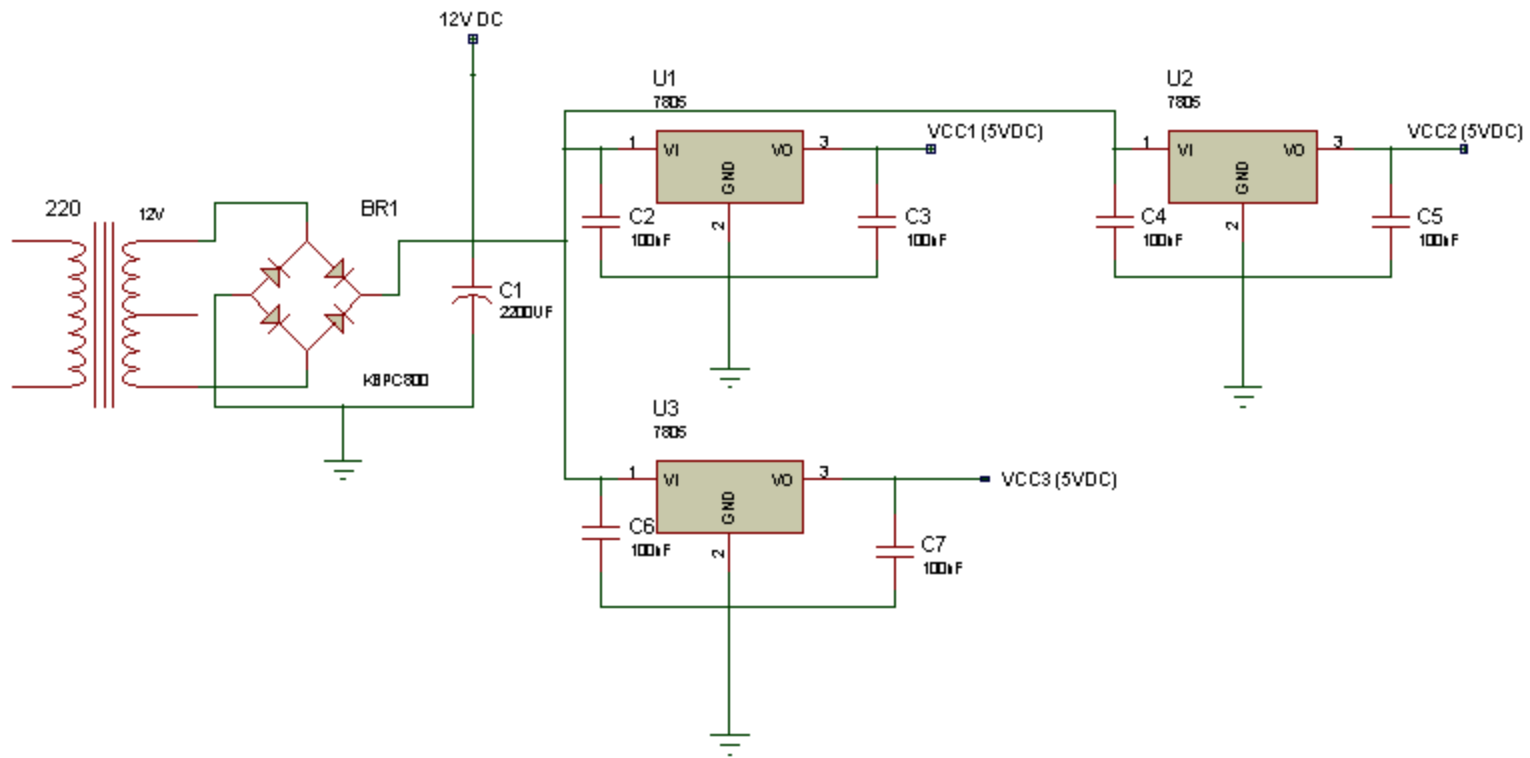 12V DC
U1
7805
U2
7805
VCC1 (5VDC)
VCC2 (5VDC)
1
VI
VO
3
GND
2
1
VI
VO
3
GND
2
220
12V
BR1
C2
100nF
C3
100nF
C4
100nF
C5
100nF
C1
2200UF
KBPC800
U3
7805
1
VI
VO
3
GND
2
VCC3 (5VDC)
C6
100nF
C7
100nF